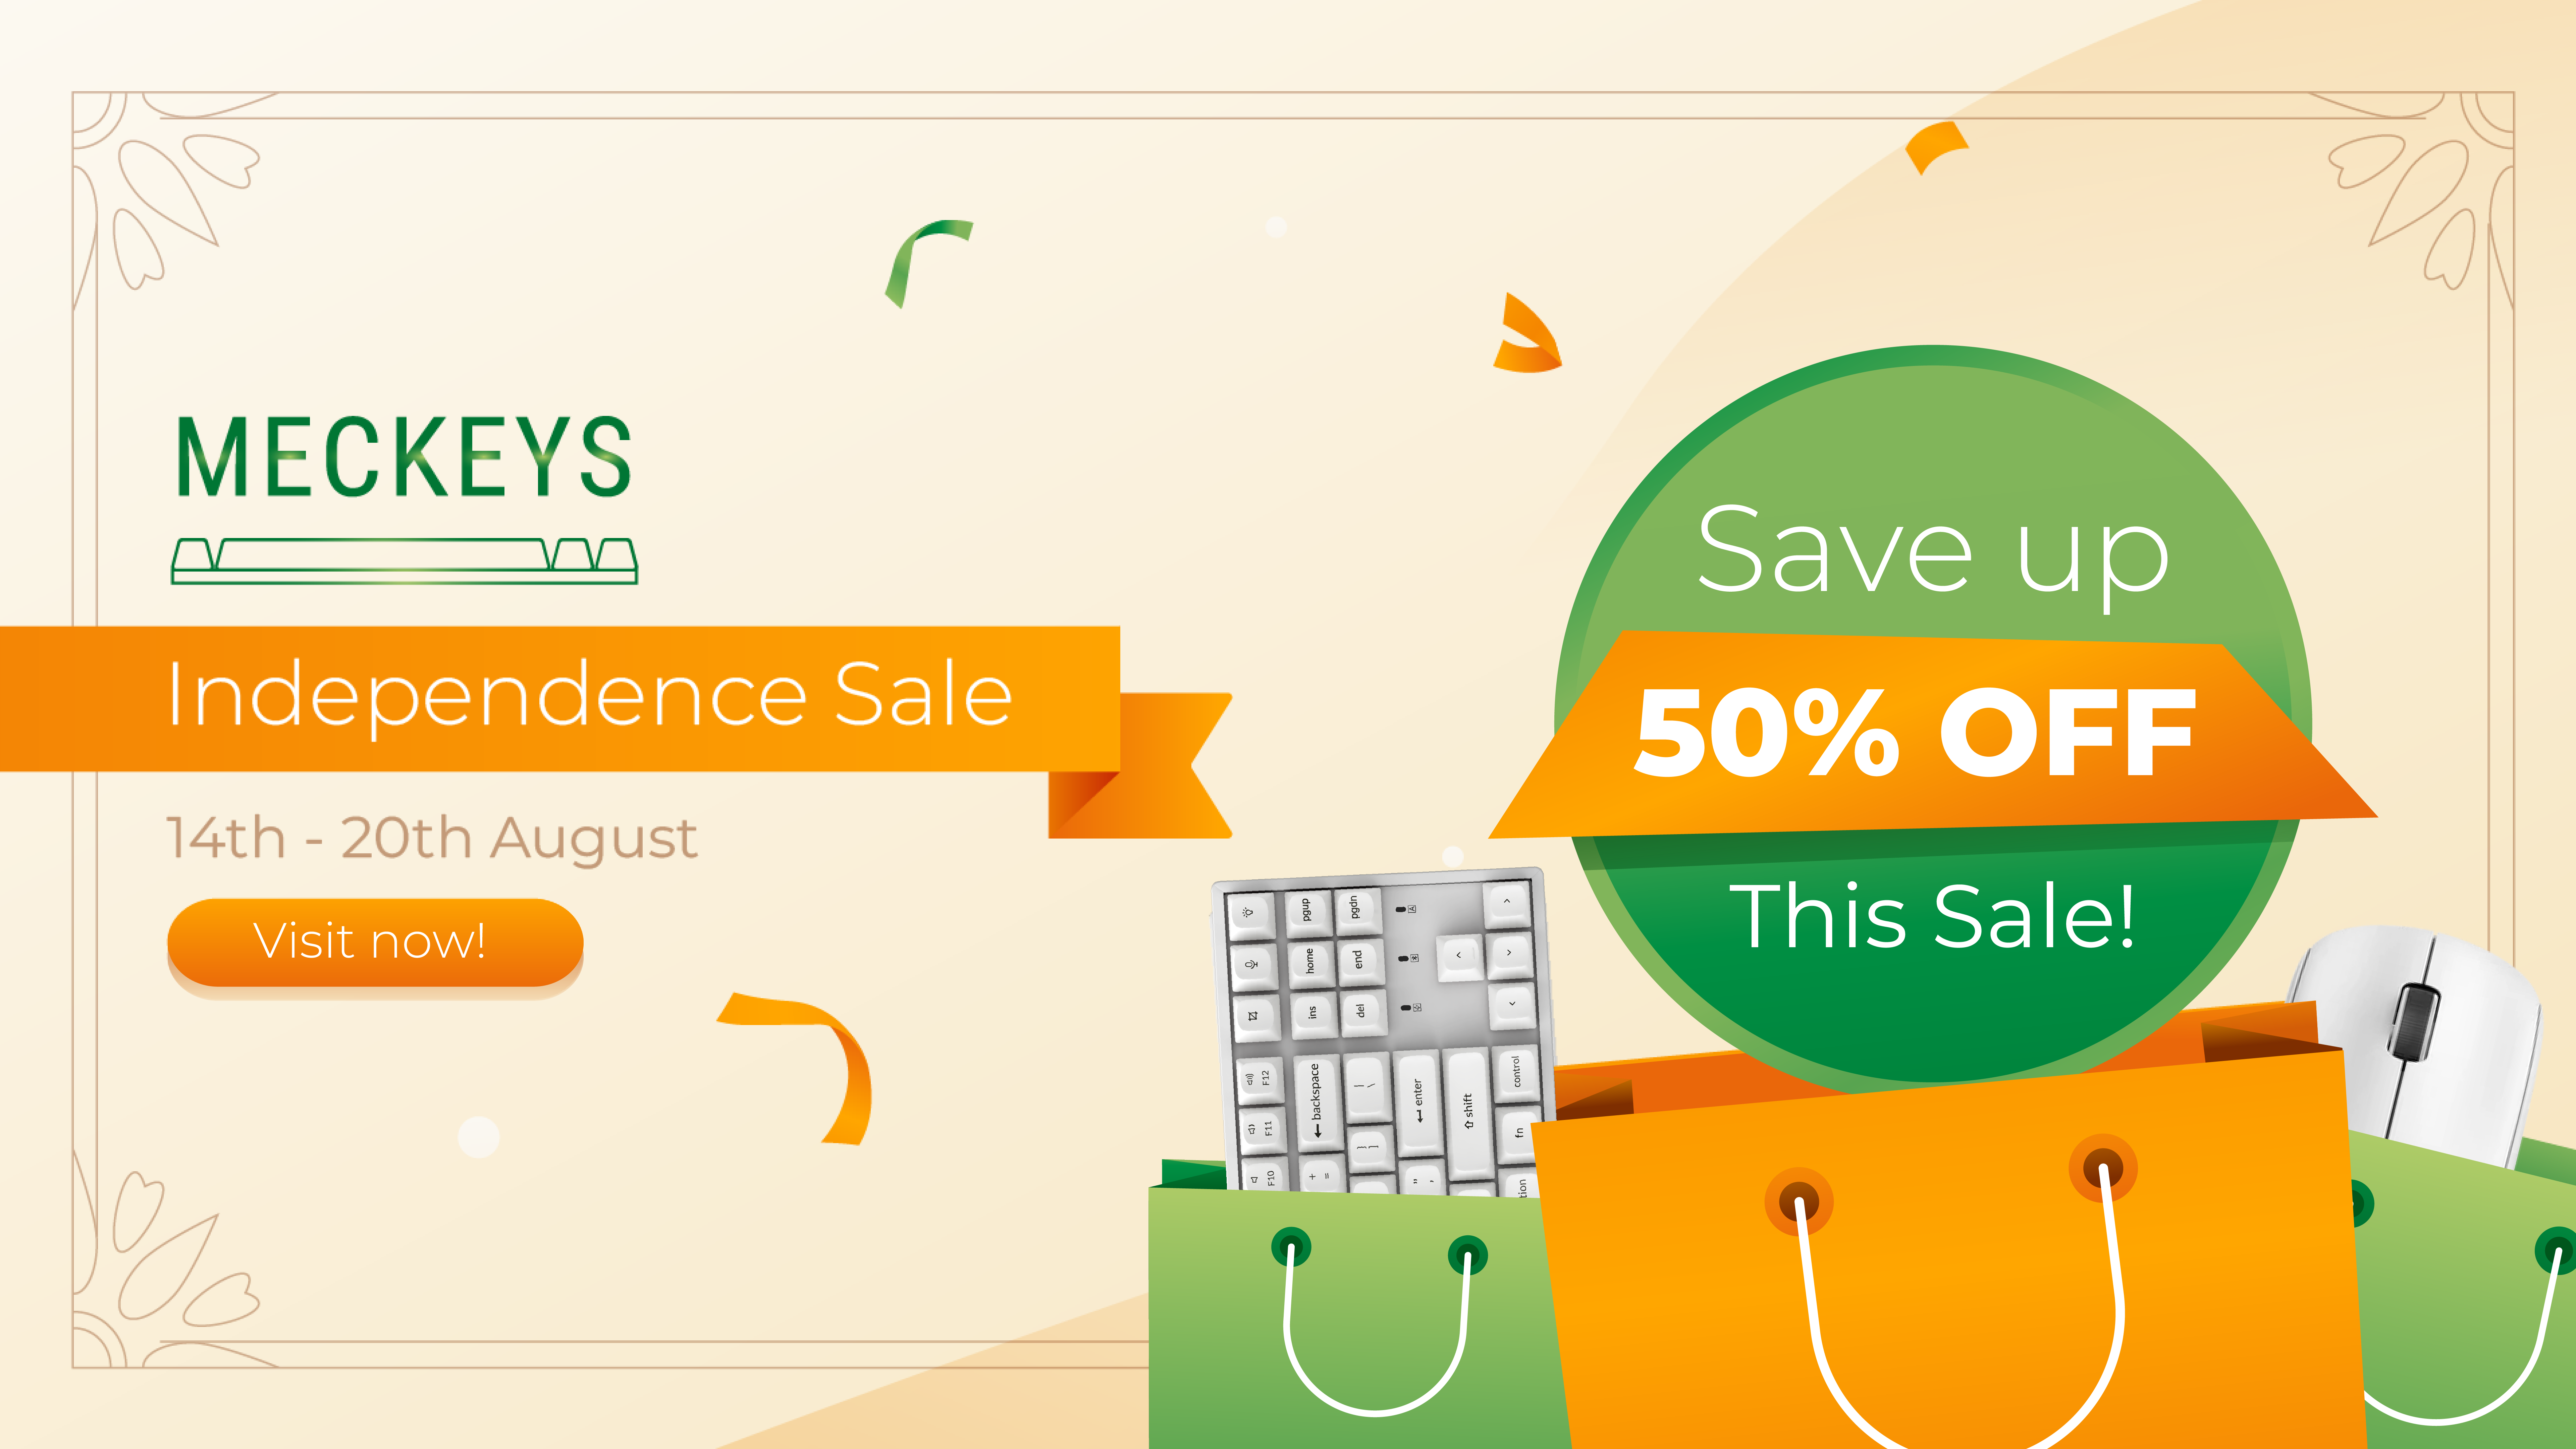 MECKEYS
Independence Sale
14th - 20th August
Visit now!
Save up
50% OFF
This Sale!
pgup
pgdn
home
end
ins
del
F12
backspace
enter
shift
control
F11
fn
F10
+
=
tion